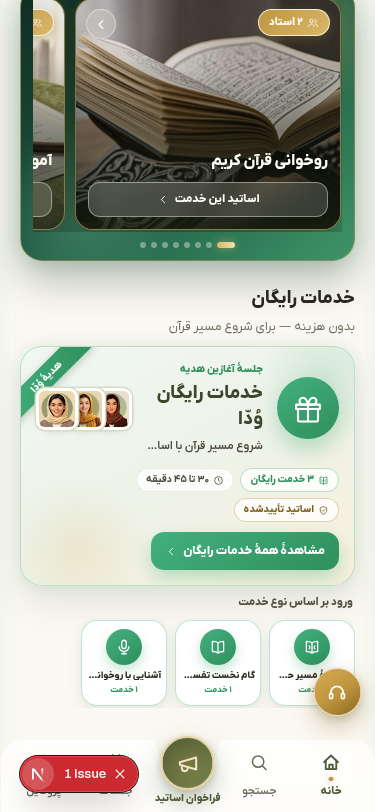 ۲ استاد
روخوانی قرآن کریم
آمو
اساتید این خدمت
خدمات رایگان
بدون هزینه — برای شروع مسیر قرآن
هدیهٔ وُدّا
جلسهٔ آغازین هدیه
خدمات رایگان
وُدّا
شروع مسیر قرآن با اسا...
۳ خدمت رایگان
۳۰ تا ۴۵ دقیقه
اساتید تأییدشده
مشاهدهٔ همهٔ خدمات رایگان
ورود بر اساس نوع خدمت
مسیر حـ...
گام نخست تفسـ...
۱ خدمت
آشنایی با روخوانـ...
۱ خدمت
خانه
جستجو
فراخوان اساتید
N
1 Issue